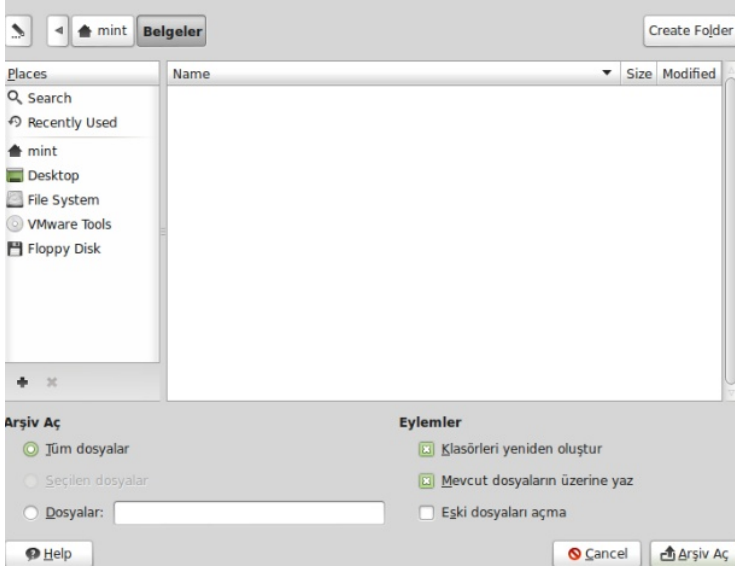 mint Belgeler Create Folder
Places
Search
Recently Used
mint
Desktop
File System
VMware Tools
Floppy Disk
Name Size Modified
Arşiv Aç
Tüm dosyalar
Seçilen dosyalar
Dosyalar:
Eylemler
Klasörleri yeniden oluştur
Mevcut dosyaların üzerine yaz
Eski dosyaları açma
Help Cancel Arşiv Aç